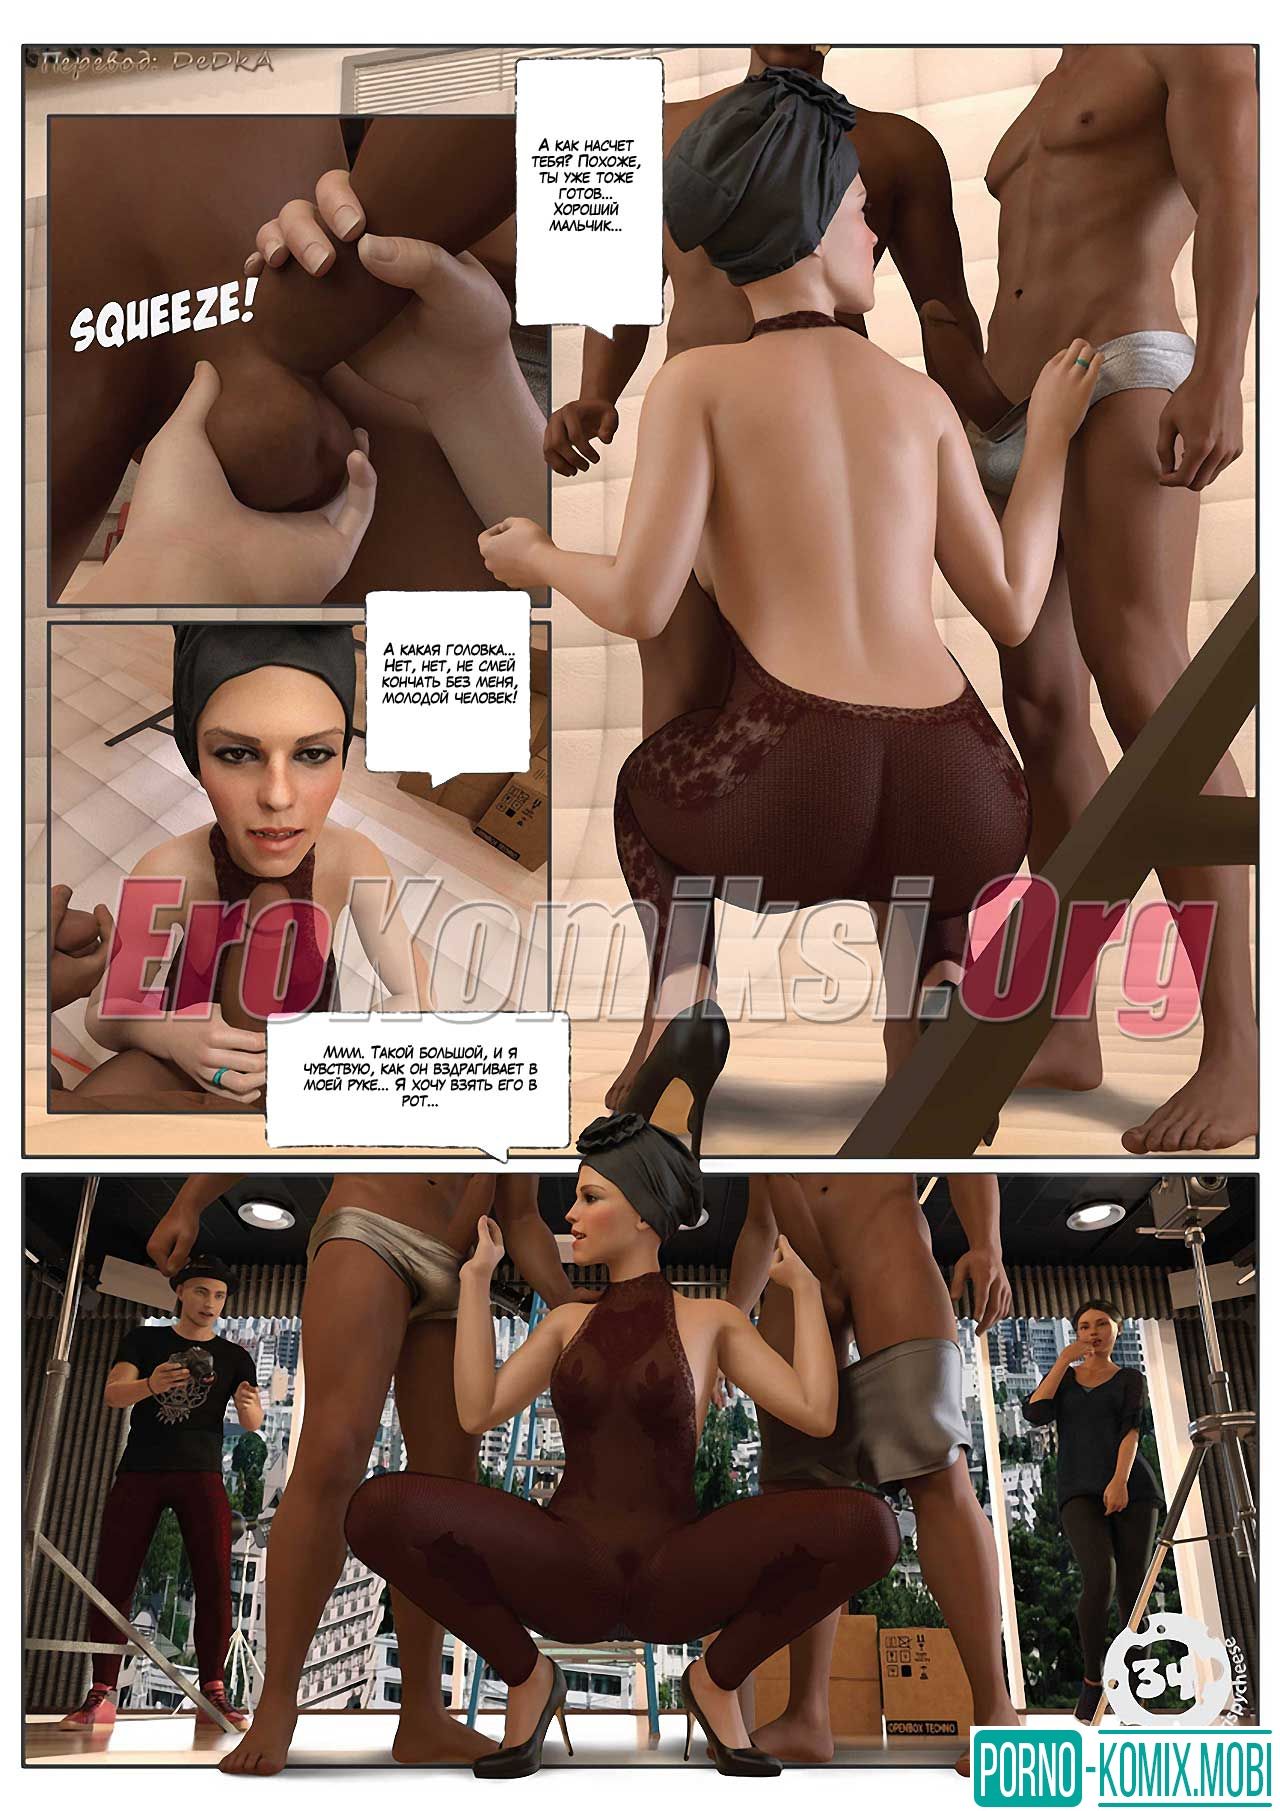 Перевод: DeDkA
А КАК НАСЧЕТ
ТЕБЯ? ПОХОЖЕ,
ТЫ УЖЕ ТОЖЕ
ГОТОВ...
ХОРОШИЙ
МАЛЬЧИК...
SQUEEZE!
А КАКАЯ ГОЛОВКА...
НЕТ, НЕТ, НЕ СМЕЙ
КОНЧАТЬ БЕЗ МЕНЯ,
МОЛОДОЙ ЧЕЛОВЕК!
EroKomiksi.Org
МММ. ТАКОЙ БОЛЬШОЙ, И Я
ЧУВСТВУЮ, КАК ОН ВЗДРАГИВАЕТ В
МОЕЙ РУКЕ... Я ХОЧУ ВЗЯТЬ ЕГО В
РОТ...
OPENBOX TECHNO
34
ispycheese
PORNO-KOMIX.MOBI